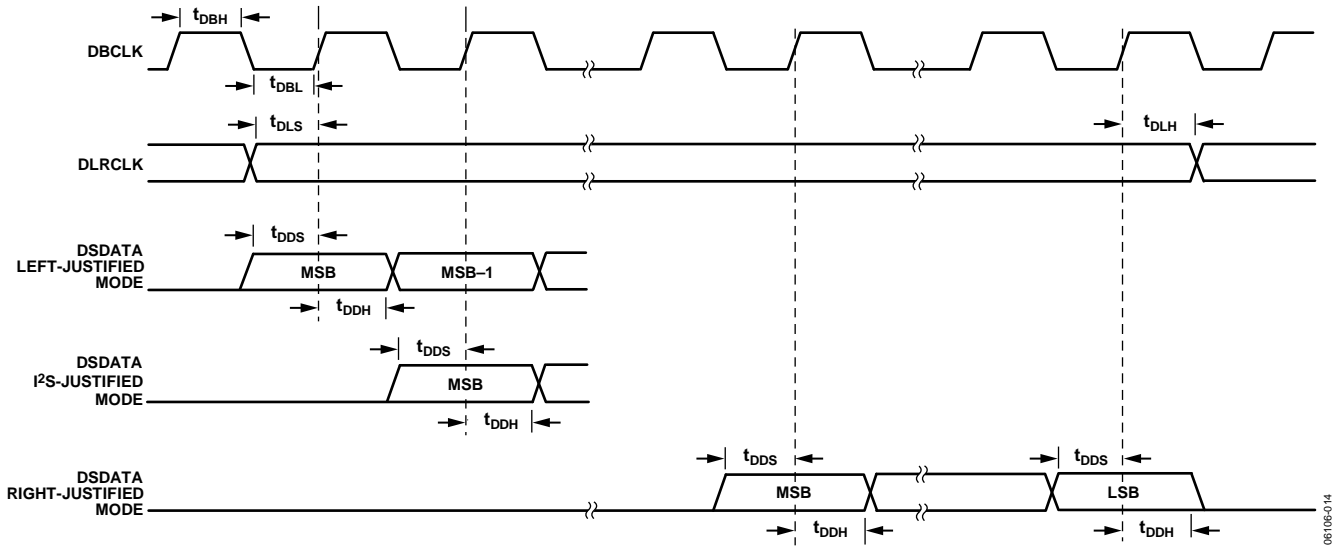 tDBH
DBCLK
tDBL
tDLS
tDLH
DLRCLK
tDDS
DSDATA
LEFT-JUSTIFIED
MODE
MSB
MSB–1
tDDH
tDDS
DSDATA
I2S-JUSTIFIED
MODE
MSB
tDDH
tDDS
tDDS
DSDATA
RIGHT-JUSTIFIED
MODE
MSB
LSB
tDDH
tDDH
06106-014